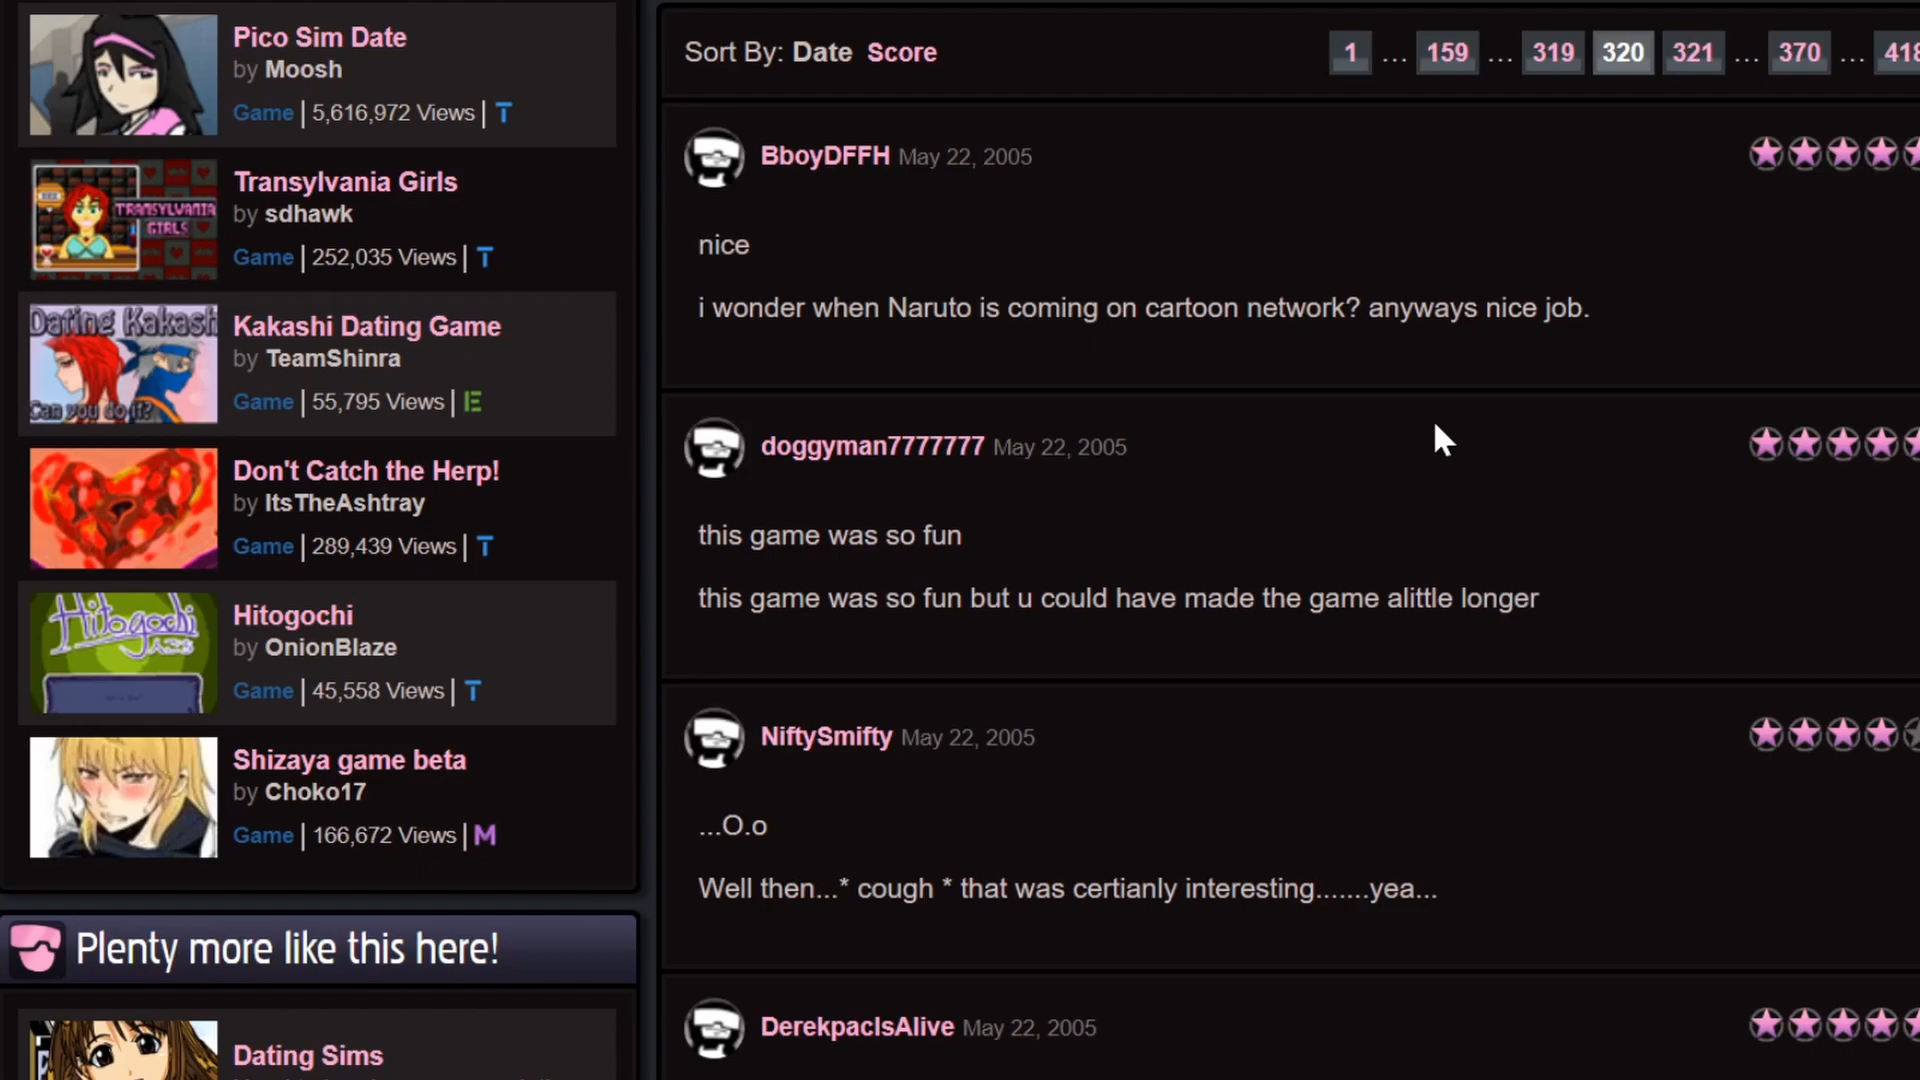 Pico Sim Date
by Moosh
Game | 5,616,972 Views | T
TRANSYLVANIA
GIRLS
Transylvania Girls
by sdhawk
Game | 252,035 Views | T
Dating Kakash
Can you do it?
Kakashi Dating Game
by TeamShinra
Game | 55,795 Views | E
Don't Catch the Herp!
by ItsTheAshtray
Game | 289,439 Views | T
Hitogochi
Hitogochi
by OnionBlaze
Game | 45,558 Views | T
Shizaya game beta
by Choko17
Game | 166,672 Views | M
Plenty more like this here!
Dating Sims
Sort By: Date Score
1 ... 159 ... 319 320 321 ... 370 ... 418
BboyDFFH May 22, 2005
nice
i wonder when Naruto is coming on cartoon network? anyways nice job.
doggyman7777777 May 22, 2005
this game was so fun
this game was so fun but u could have made the game alittle longer
NiftySmifty May 22, 2005
...O.o
Well then...* cough * that was certianly interesting.......yea...
DerekpacIsAlive May 22, 2005